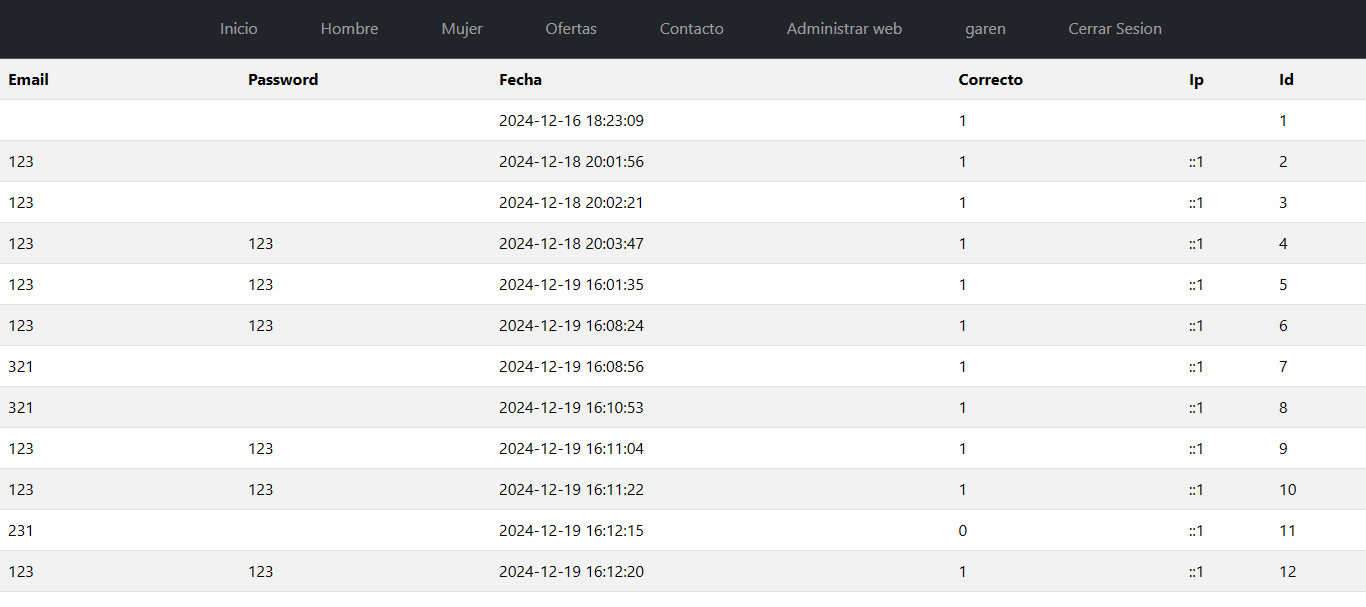 Inicio Hombre Mujer Ofertas Contacto Administrar web garen Cerrar Sesion
Email Password Fecha Correcto Ip Id
2024-12-16 18:23:09 1 1
123 2024-12-18 20:01:56 1 ::1 2
123 2024-12-18 20:02:21 1 ::1 3
123 123 2024-12-18 20:03:47 1 ::1 4
123 123 2024-12-19 16:01:35 1 ::1 5
123 123 2024-12-19 16:08:24 1 ::1 6
321 2024-12-19 16:08:56 1 ::1 7
321 2024-12-19 16:10:53 1 ::1 8
123 123 2024-12-19 16:11:04 1 ::1 9
123 123 2024-12-19 16:11:22 1 ::1 10
231 2024-12-19 16:12:15 0 ::1 11
123 123 2024-12-19 16:12:20 1 ::1 12